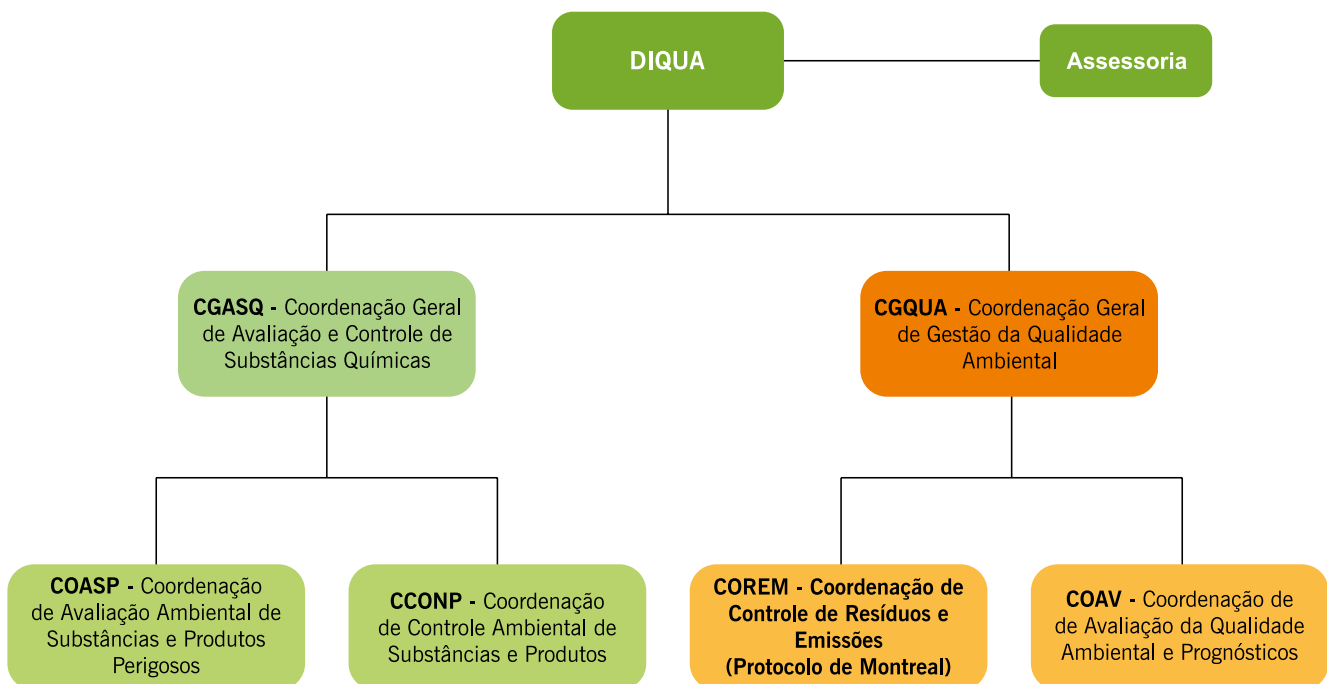 DIQUA
Assessoria
CGASQ - Coordenação Geral
de Avaliação e Controle de
Substâncias Químicas
CGQUA - Coordenação Geral
de Gestão da Qualidade
Ambiental
COASP - Coordenação
de Avaliação Ambiental de
Substâncias e Produtos
Perigosos
CCONP - Coordenação
de Controle Ambiental de
Substâncias e Produtos
COREM - Coordenação de
Controle de Resíduos e
Emissões
(Protocolo de Montreal)
COAV - Coordenação de
de Avaliação da Qualidade
Ambiental e Prognósticos